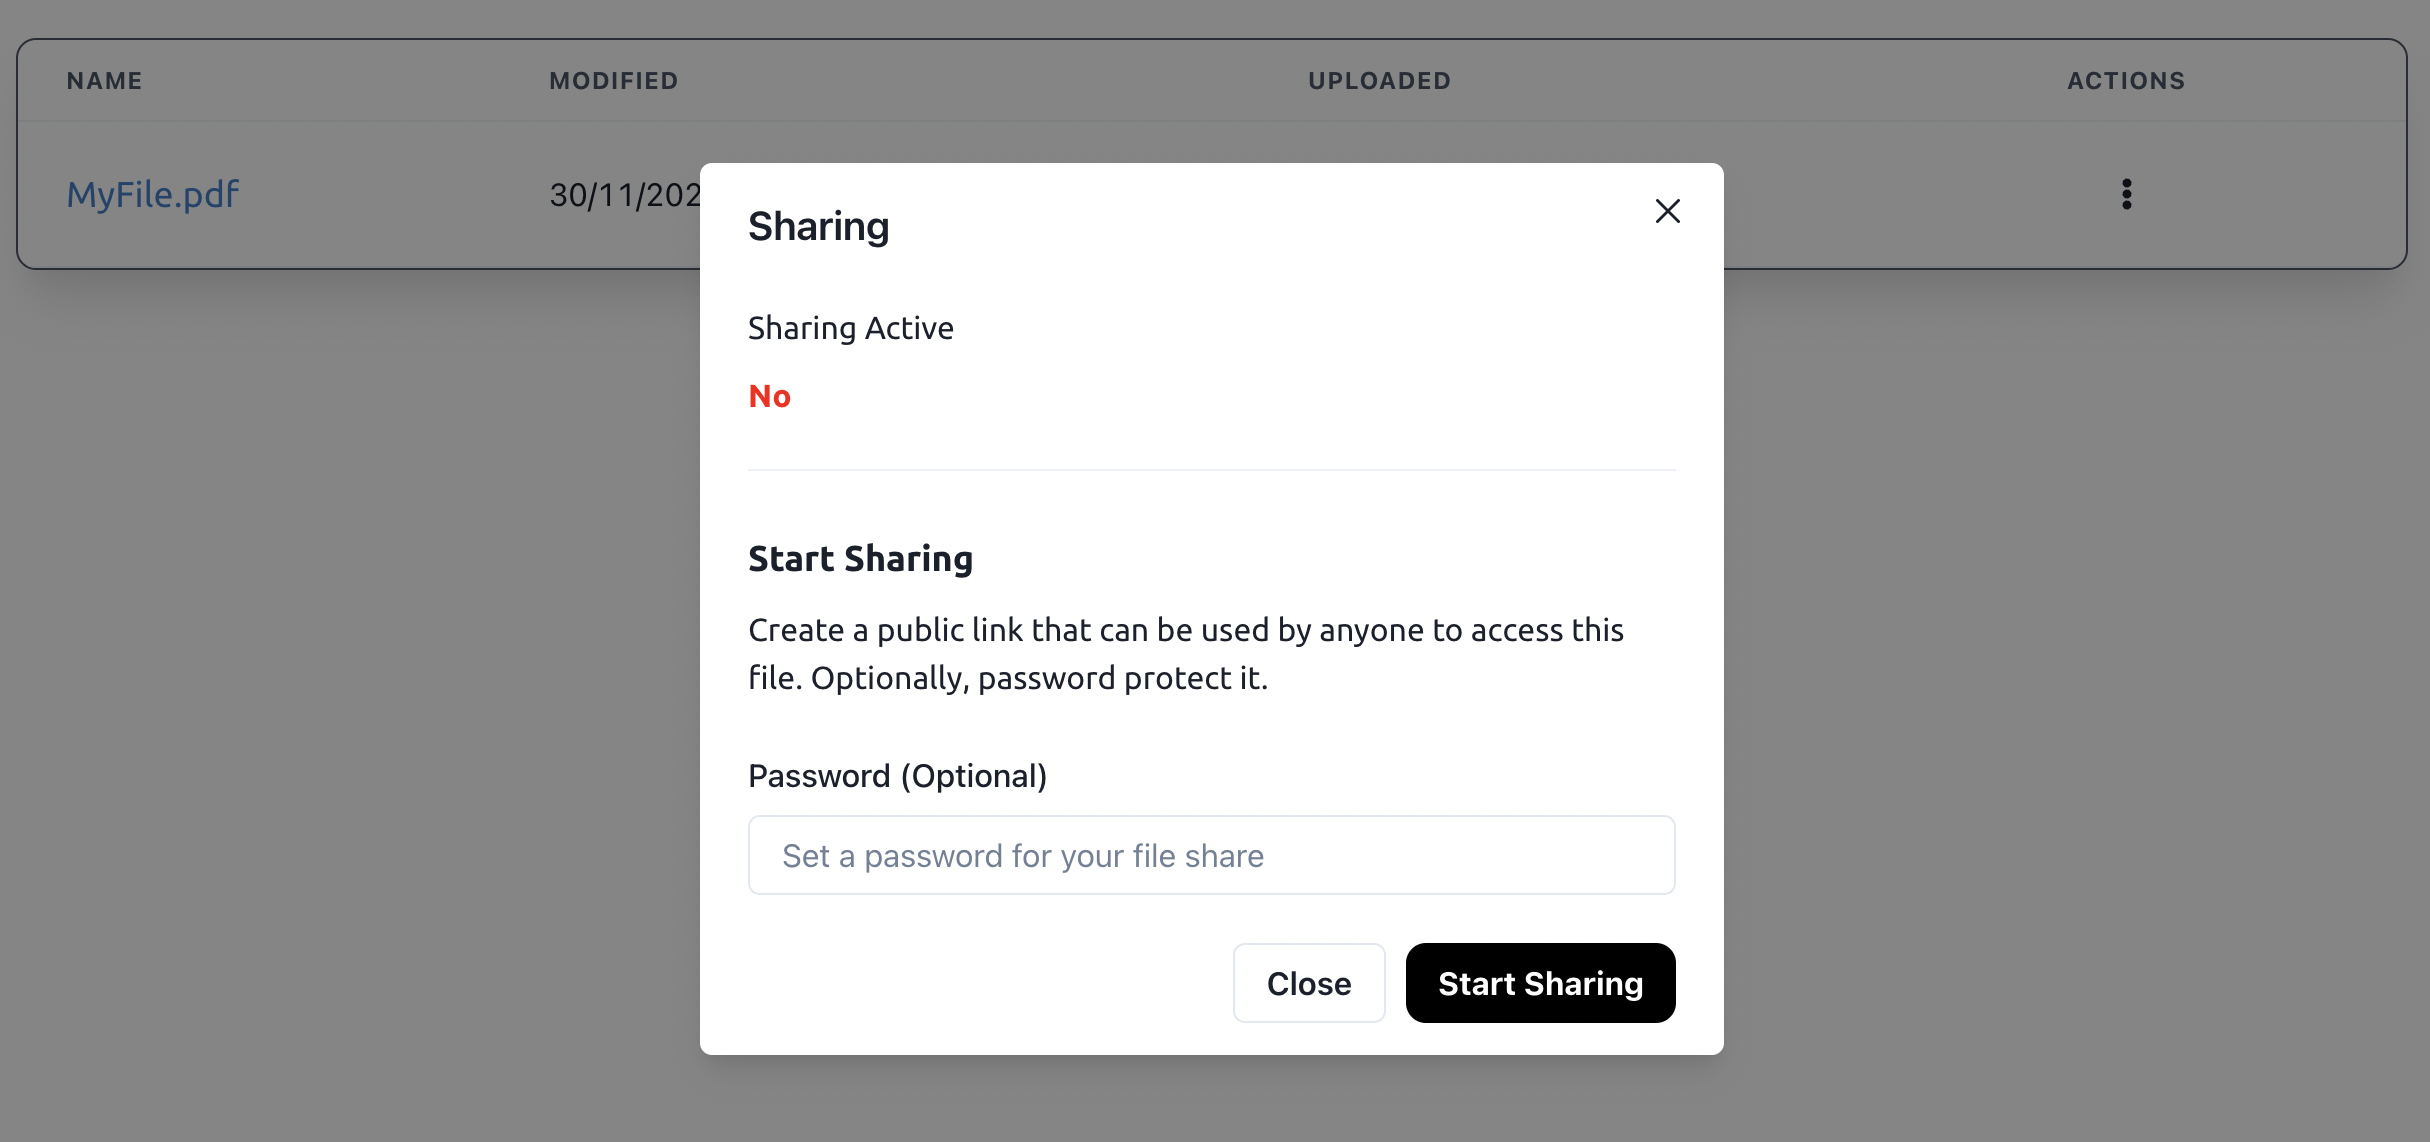 NAME MODIFIED UPLOADED ACTIONS
MyFile.pdf 30/11/202
Sharing
Sharing Active
No
Start Sharing
Create a public link that can be used by anyone to access this
file. Optionally, password protect it.
Password (Optional)
Set a password for your file share
Close Start Sharing